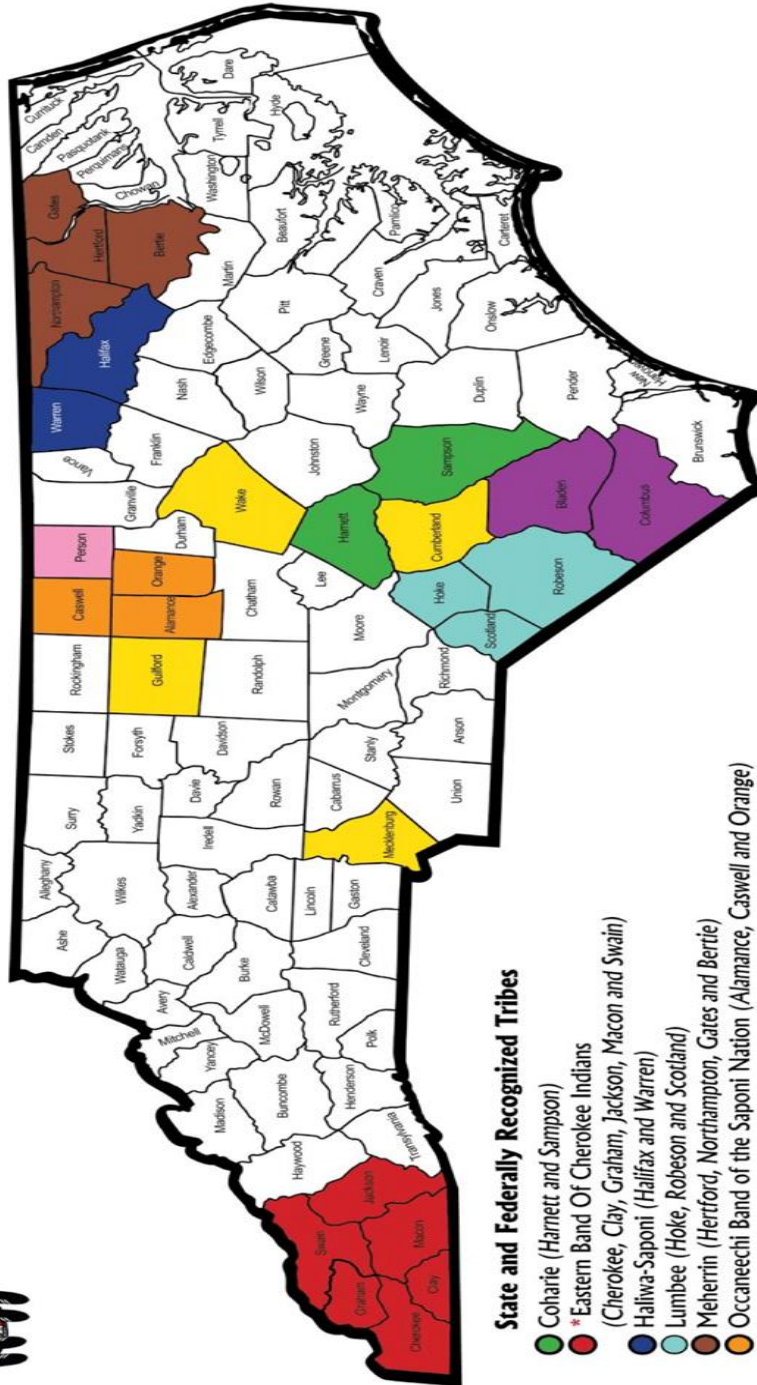 Currituck
Camden
Pasquotank
Perquimans
Chowan
Gates
Hertford
Northampton
Bertie
Halifax
Warren
Vance
Granville
Person
Caswell
Rockingham
Stokes
Surry
Alleghany
Ashe
Watauga
Wilkes
Yadkin
Forsyth
Guilford
Alamance
Orange
Durham
Wake
Franklin
Nash
Edgecombe
Martin
Washington
Tyrrell
Dare
Hyde
Beaufort
Pitt
Wilson
Johnston
Greene
Wayne
Lenoir
Craven
Pamlico
Carteret
Jones
Onslow
Duplin
Pender
New
Hanover
Brunswick
Columbus
Bladen
Sampson
Cumberland
Harnett
Lee
Chatham
Randolph
Davidson
Davie
Iredell
Rowan
Alexander
Caldwell
Avery
Mitchell
Yancey
Madison
McDowell
Burke
Catawba
Lincoln
Gaston
Cleveland
Rutherford
Polk
Henderson
Buncombe
Haywood
Transylvania
Jackson
Swain
Macon
Graham
Clay
Cherokee
Mecklenburg
Cabarrus
Stanly
Union
Anson
Montgomery
Moore
Richmond
Scotland
Hoke
Robeson
State and Federally Recognized Tribes
Coharie (Harnett and Sampson)
* Eastern Band Of Cherokee Indians
(Cherokee, Clay, Graham, Jackson, Macon and Swain)
Haliwa-Saponi (Halifax and Warren)
Lumbee (Hoke, Robeson and Scotland)
Meherrin (Hertford, Northampton, Gates and Bertie)
Occaneechi Band of the Saponi Nation (Alamance, Caswell and Orange)